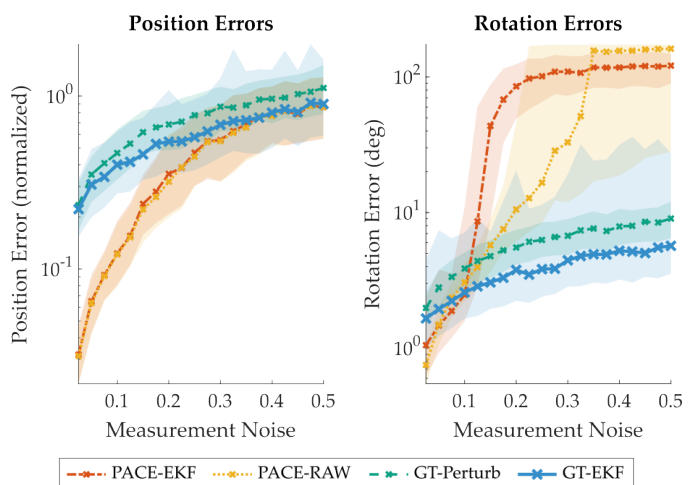 Position Errors
Rotation Errors
Position Error (normalized)
10^0
10^-1
0.1 0.2 0.3 0.4 0.5
Measurement Noise
Rotation Error (deg)
10^2
10^1
10^0
0.1 0.2 0.3 0.4 0.5
Measurement Noise
PACE-EKF PACE-RAW GT-Perturb GT-EKF